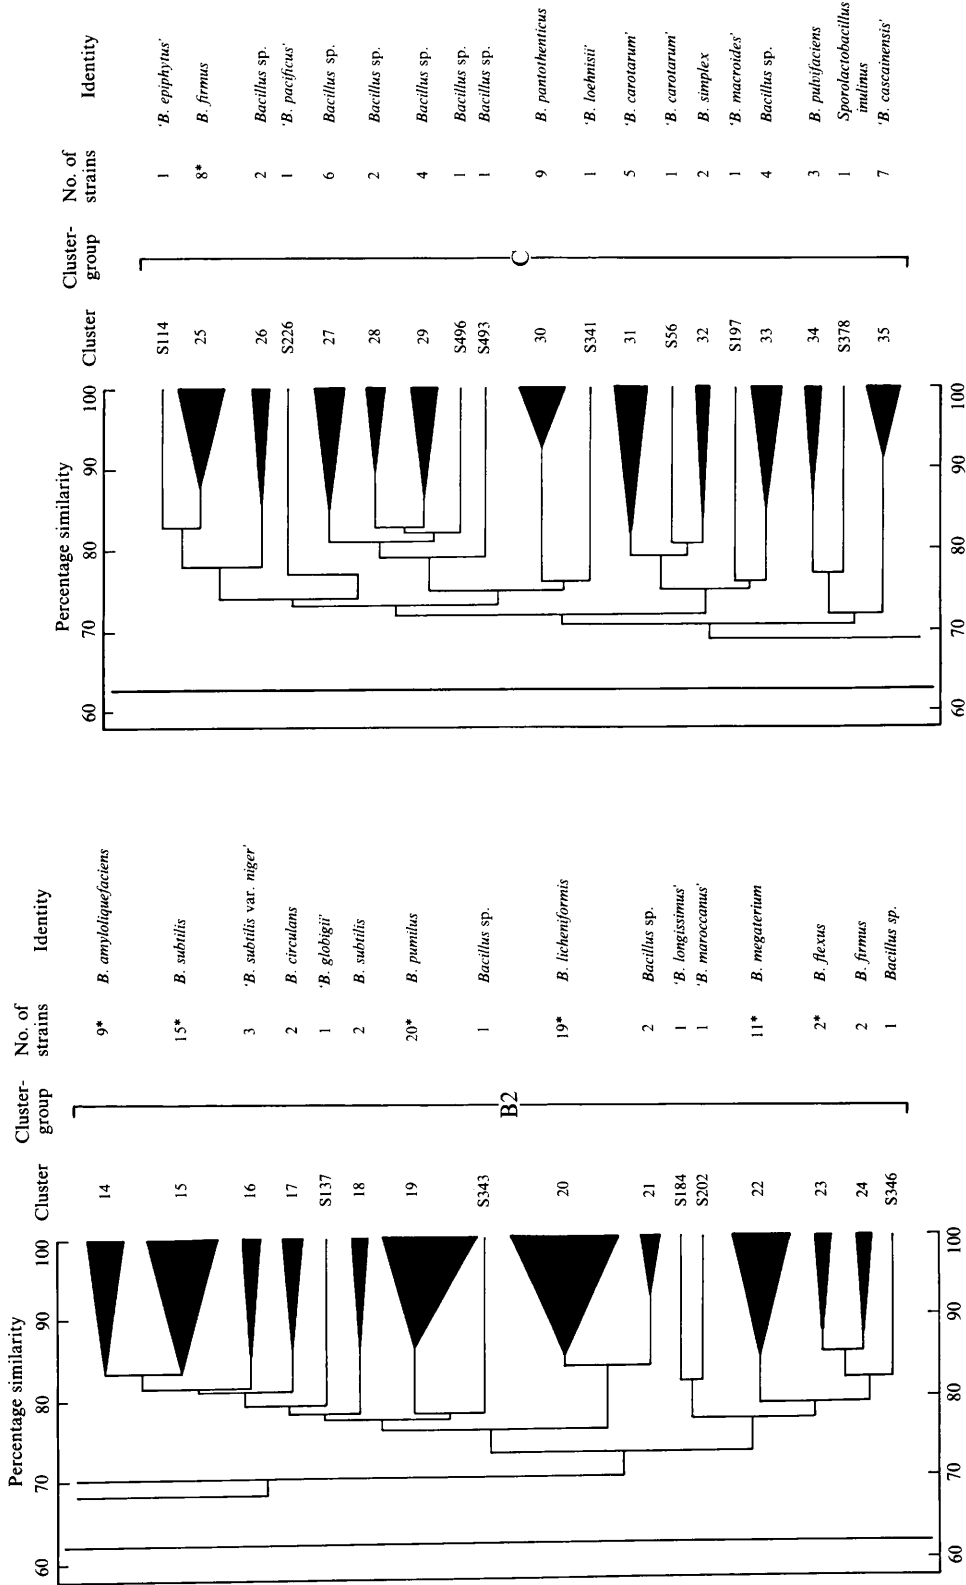 Percentage similarity
60 70 80 90 100
Cluster Cluster-group No. of strains Identity
14 9* B. amyloliquefaciens
15 15* B. subtilis
16 3 'B. subtilis var. niger'
17 2 B. circulans
S137 1 'B. globigii'
18 2 B. subtilis
19 20* B. pumilus
S343 1 Bacillus sp.
20 19* B. licheniformis
21 2 Bacillus sp.
S184 1 'B. longissimus'
S202 1 'B. maroccanus'
22 11* B. megaterium
23 2* B. flexus
24 2 B. firmus
S346 1 Bacillus sp.
B2
60 70 80 90 100
Percentage similarity
60 70 80 90 100
Cluster Cluster-group No. of strains Identity
S114 1 'B. epiphytus'
25 8* B. firmus
26 2 Bacillus sp.
S226 1 'B. pacificus'
27 6 Bacillus sp.
28 2 Bacillus sp.
29 4 Bacillus sp.
S496 1 Bacillus sp.
S493 1 Bacillus sp.
30 9 B. pantothenticus
S341 1 'B. loehnisii'
31 5 'B. carotarum'
S56 1 'B. carotarum'
32 2 B. simplex
S197 1 'B. macroides'
33 4 Bacillus sp.
34 3 B. pulvifaciens
S378 1 Sporolactobacillus inulinus
35 7 'B. cascainensis'
C
60 70 80 90 100